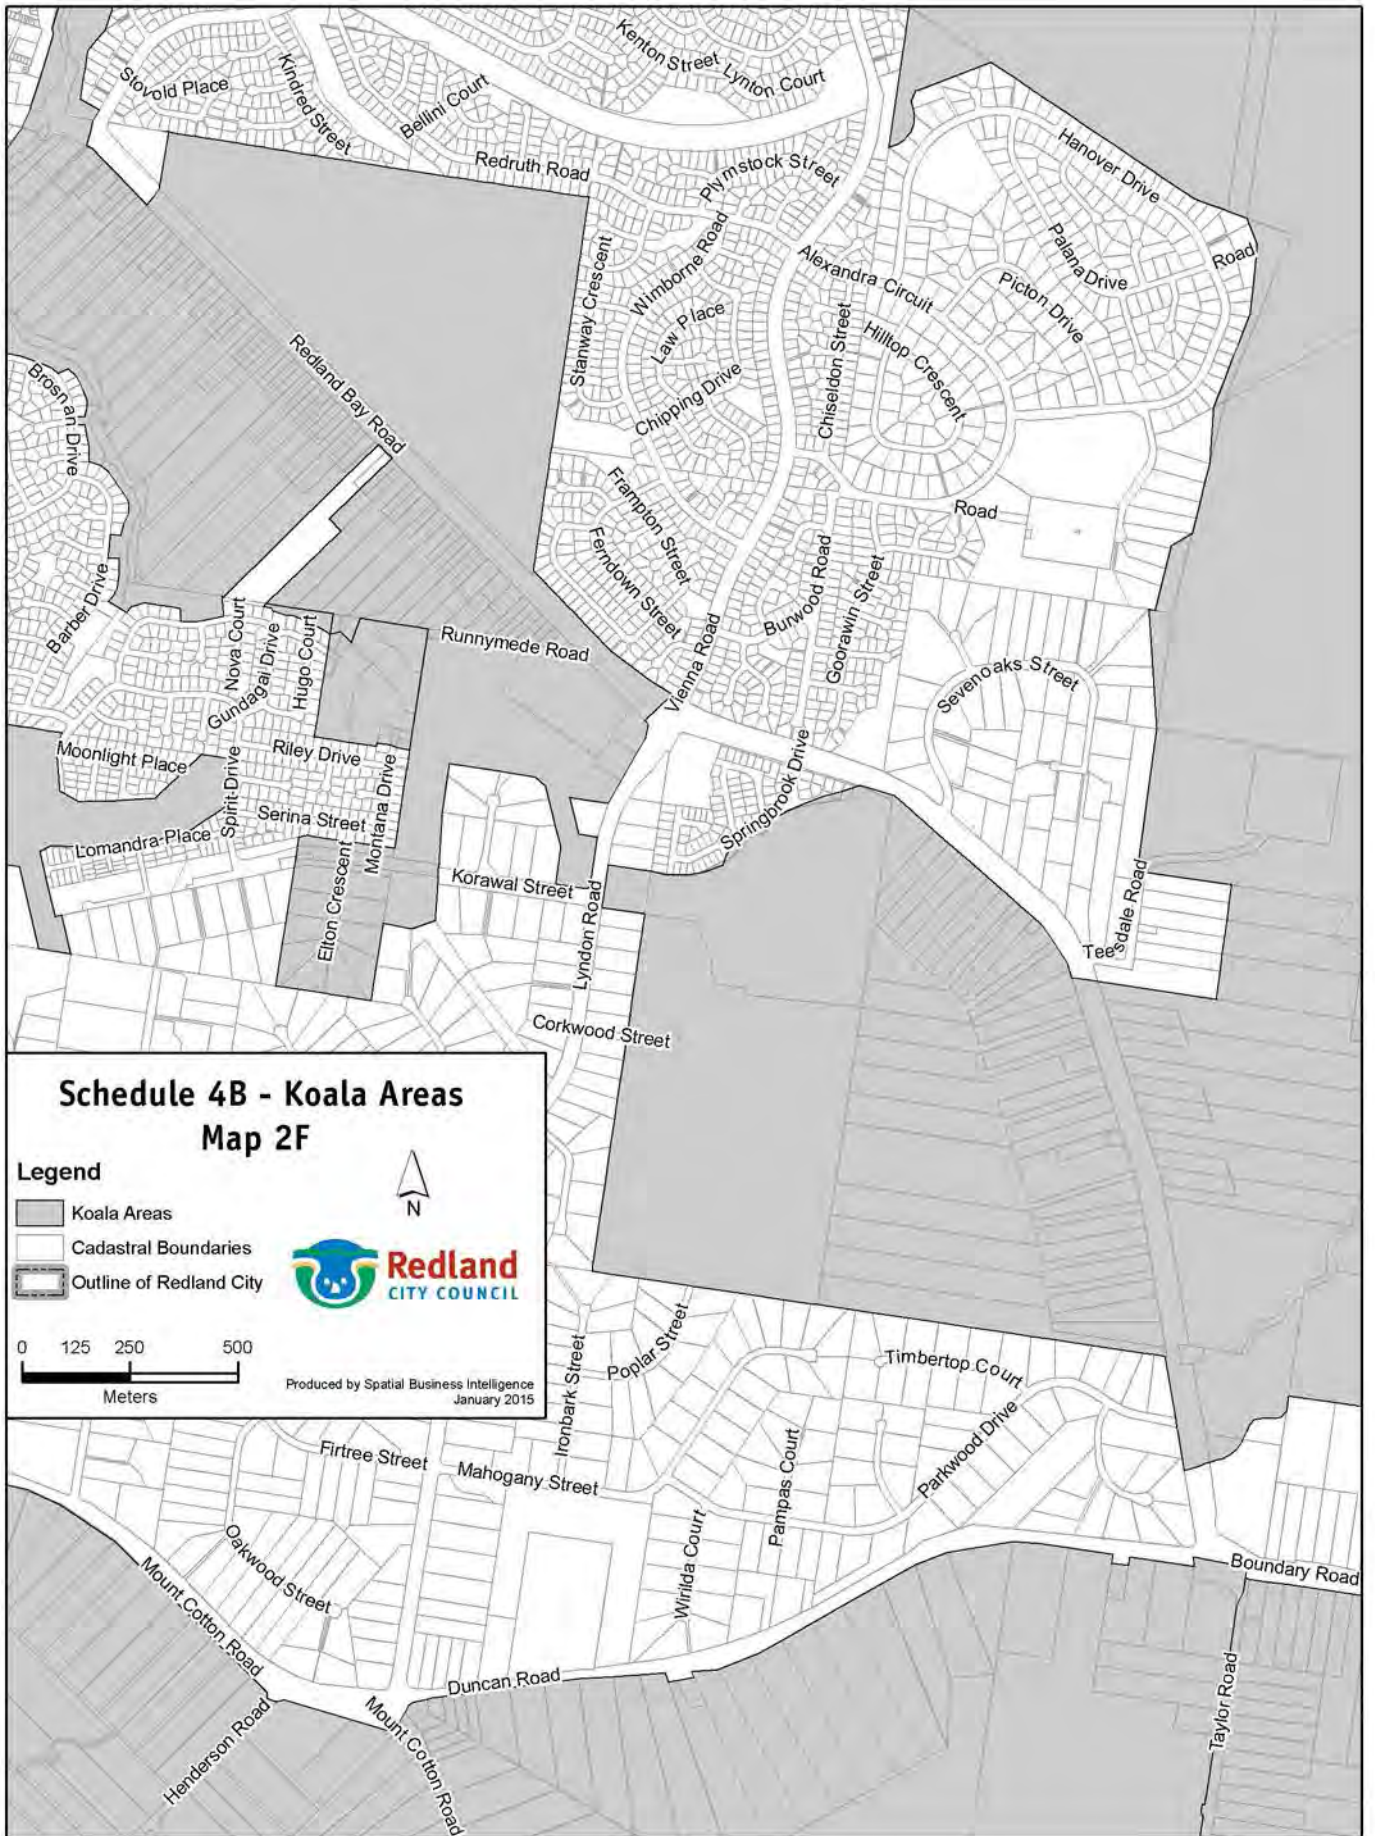 Kenton Street
Lynton Court
Stovold Place
Kindred Street
Bellini Court
Redruth Road
Plymstock Street
Hanover Drive
Palana Drive
Road
Stanway Crescent
Wimborne Road
Alexandra Circuit
Picton Drive
Law Place
Chiseldon Street
Hilltop Crescent
Redland Bay Road
Chipping Drive
Brosnan Drive
Frampton Street
Road
Ferndown Street
Burwood Road
Goorawin Street
Barber Drive
Nova Court
Gundagai Drive
Hugo Court
Runnymede Road
Vienna Road
Sevenoaks Street
Moonlight Place
Riley Drive
Spirit Drive
Montana Drive
Springbrook Drive
Serina Street
Lomandra Place
Elton Crescent
Korawal Street
Lyndon Road
Teesdale Road
Corkwood Street
Schedule 4B - Koala Areas
Map 2F
Legend
N
Koala Areas
Cadastral Boundaries
Outline of Redland City
Redland
CITY COUNCIL
0 125 250 500
Meters
Produced by Spatial Business Intelligence
January 2015
Ironbark Street
Poplar Street
Timbertop Court
Parkwood Drive
Firtree Street
Mahogany Street
Pampas Court
Wirilda Court
Oakwood Street
Mount Cotton Road
Boundary Road
Duncan Road
Henderson Road
Mount Cotton Road
Taylor Road